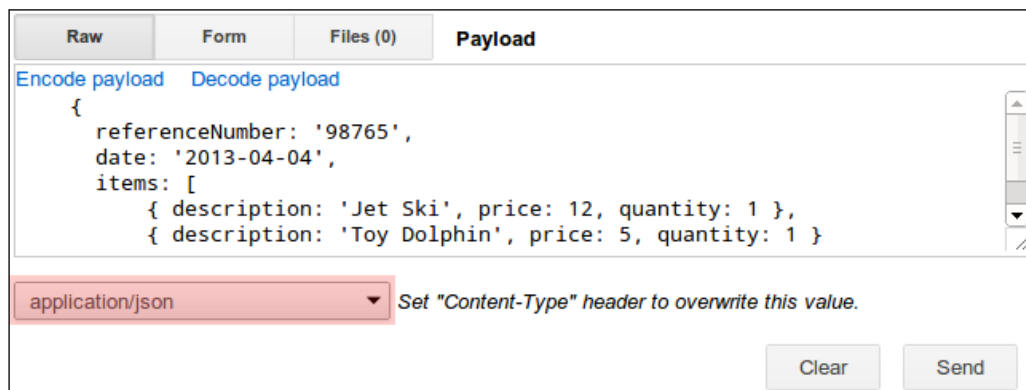 Raw Form Files (0) Payload
Encode payload Decode payload
{
referenceNumber: '98765',
date: '2013-04-04',
items: [
{ description: 'Jet Ski', price: 12, quantity: 1 },
{ description: 'Toy Dolphin', price: 5, quantity: 1 }
application/json Set "Content-Type" header to overwrite this value.
Clear Send